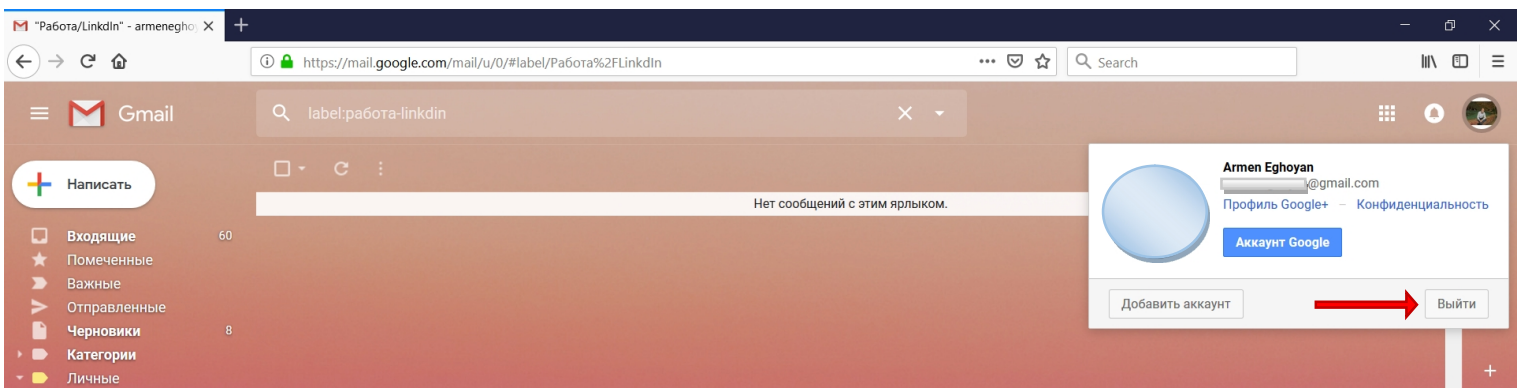 "Работа/LinkdIn" - armenegho
https://mail.google.com/mail/u/0/#label/Работа%2FLinkdIn
Search
Gmail
label:работа-linkdin
Написать
Нет сообщений с этим ярлыком.
Входящие 60
Помеченные
Важные
Отправленные
Черновики 8
Категории
Личные
Armen Eghoyan
@gmail.com
Профиль Google+ – Конфиденциальность
Аккаунт Google
Добавить аккаунт
Выйти